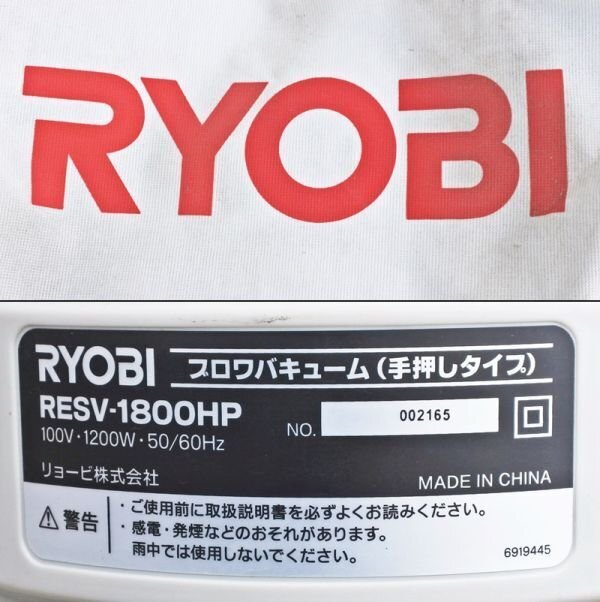 RYOBI
RYOBI ブロワバキューム(手押しタイプ)
RESV-1800HP
100V・1200W・50/60Hz
NO. 002165
リョービ株式会社
MADE IN CHINA
警告
・ご使用前に取扱説明書を必ずよくお読みください。
・感電・発煙などのおそれがあります。
雨中では使用しないでください。
6919445